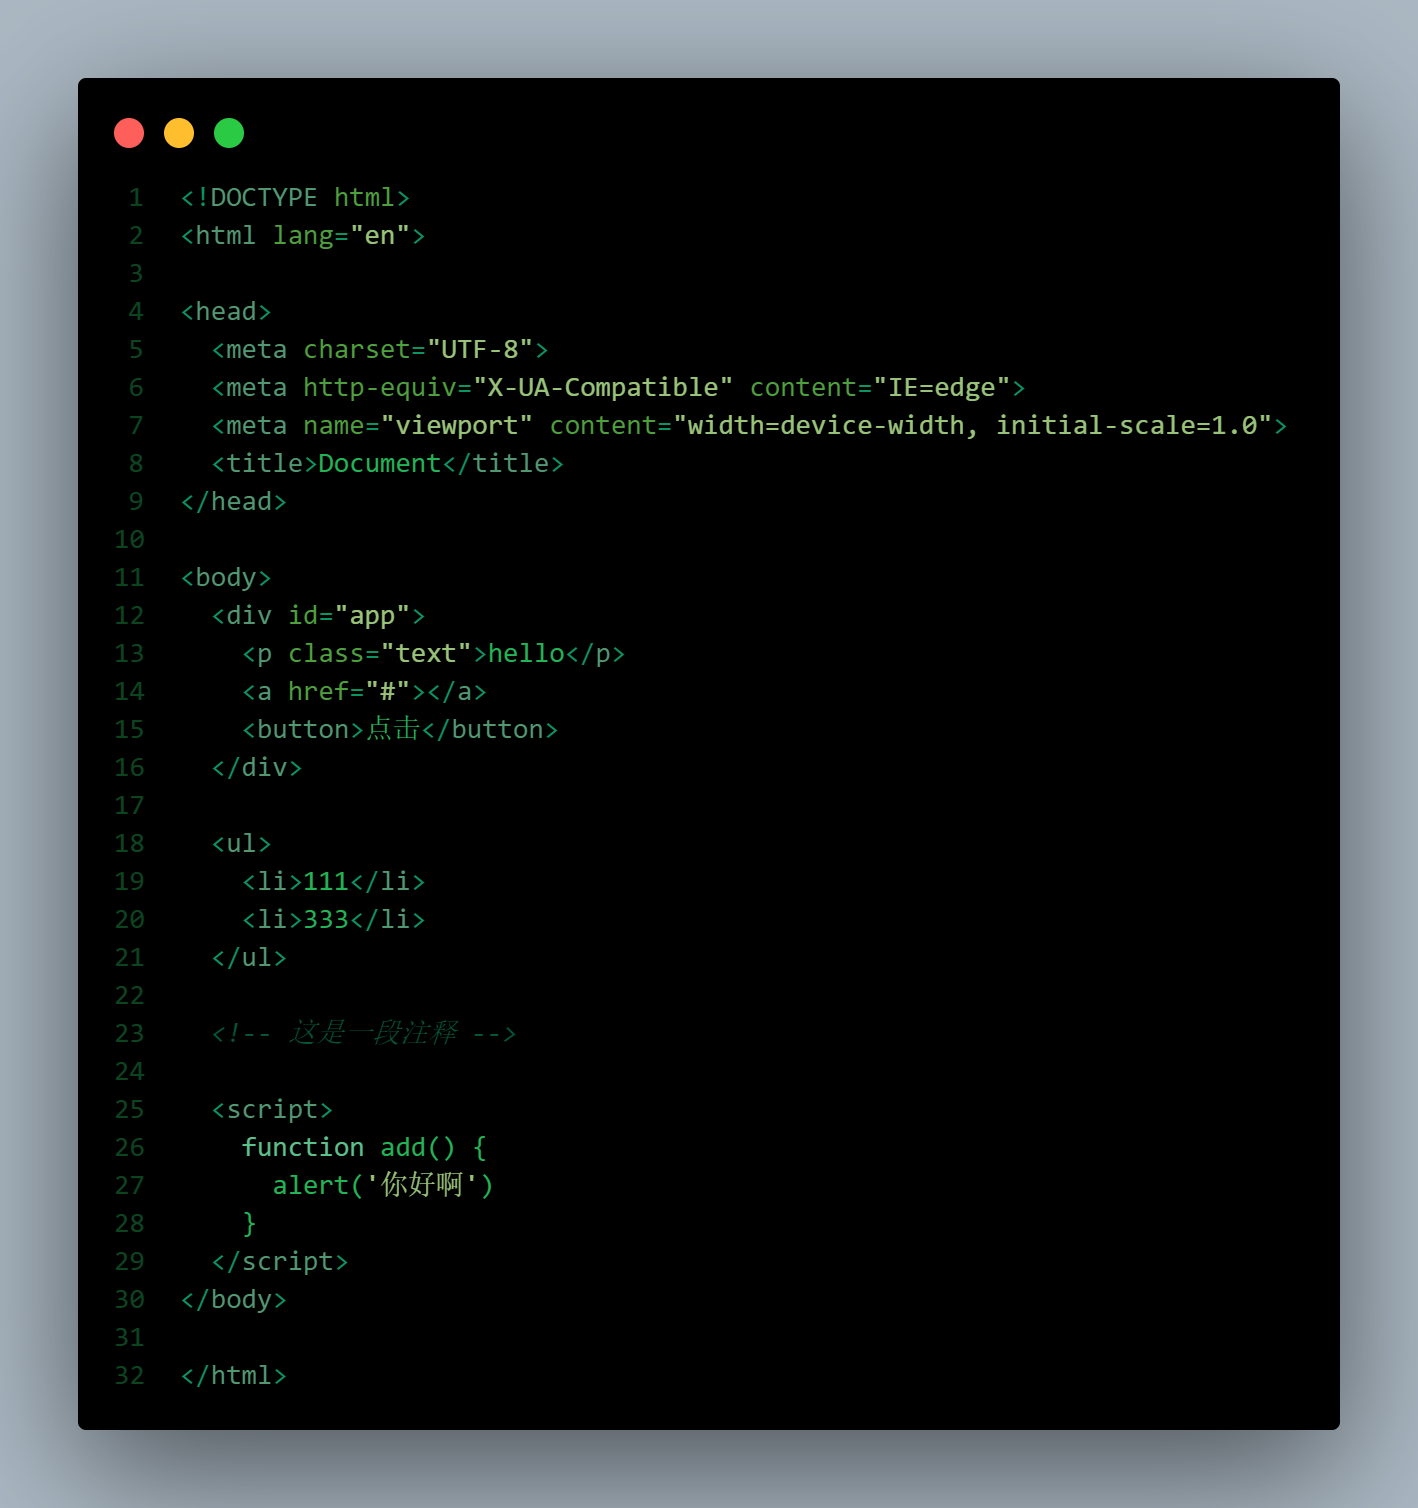 1 <!DOCTYPE html>
2 <html lang="en">
3
4 <head>
5   <meta charset="UTF-8">
6   <meta http-equiv="X-UA-Compatible" content="IE=edge">
7   <meta name="viewport" content="width=device-width, initial-scale=1.0">
8   <title>Document</title>
9 </head>
10
11 <body>
12   <div id="app">
13     <p class="text">hello</p>
14     <a href="#"></a>
15     <button>点击</button>
16   </div>
17
18   <ul>
19     <li>111</li>
20     <li>333</li>
21   </ul>
22
23   <!-- 这是一段注释 -->
24
25   <script>
26     function add() {
27       alert('你好啊')
28     }
29   </script>
30 </body>
31
32 </html>